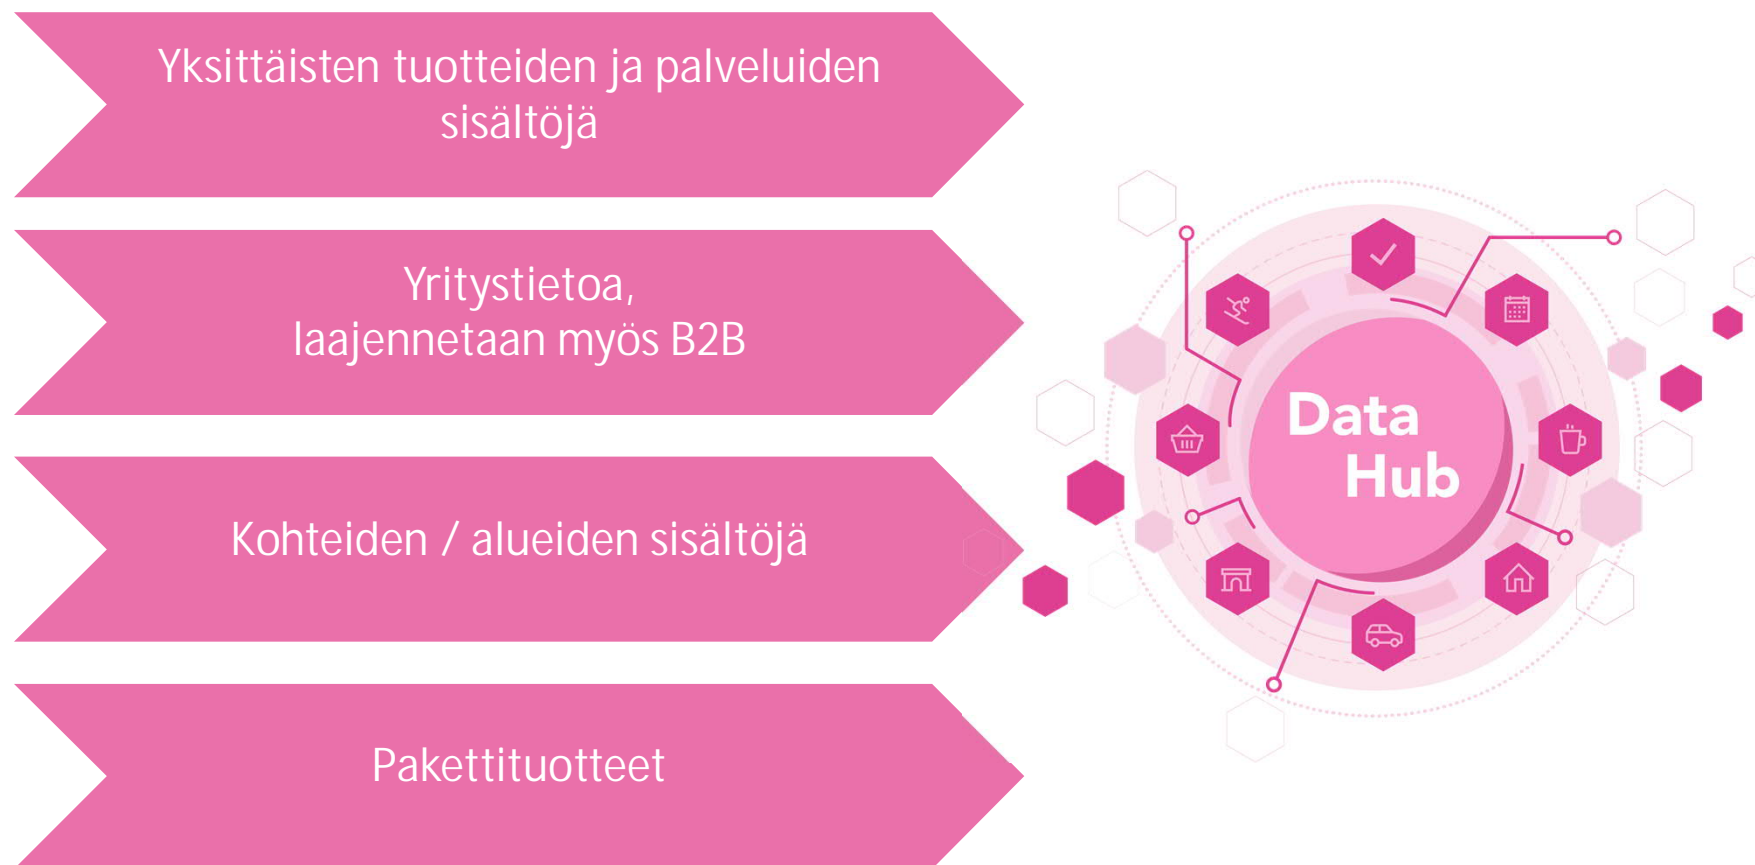 Yksittäisten tuotteiden ja palveluiden
sisältöjä
Yritystietoa,
laajennetaan myös B2B
Kohteiden / alueiden sisältöjä
Pakettituotteet
Data
Hub